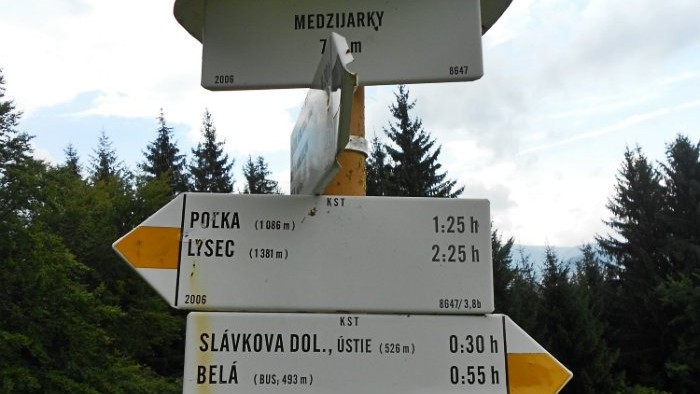 MEDZIJARKY
2006 8647
KST
POĽKA (1086 m) 1:25 h
LYSEC (1381 m) 2:25 h
2006 8647/3,8b
KST
SLÁVKOVA DOL., ÚSTIE (526 m) 0:30 h
BELÁ (BUS; 493 m) 0:55 h